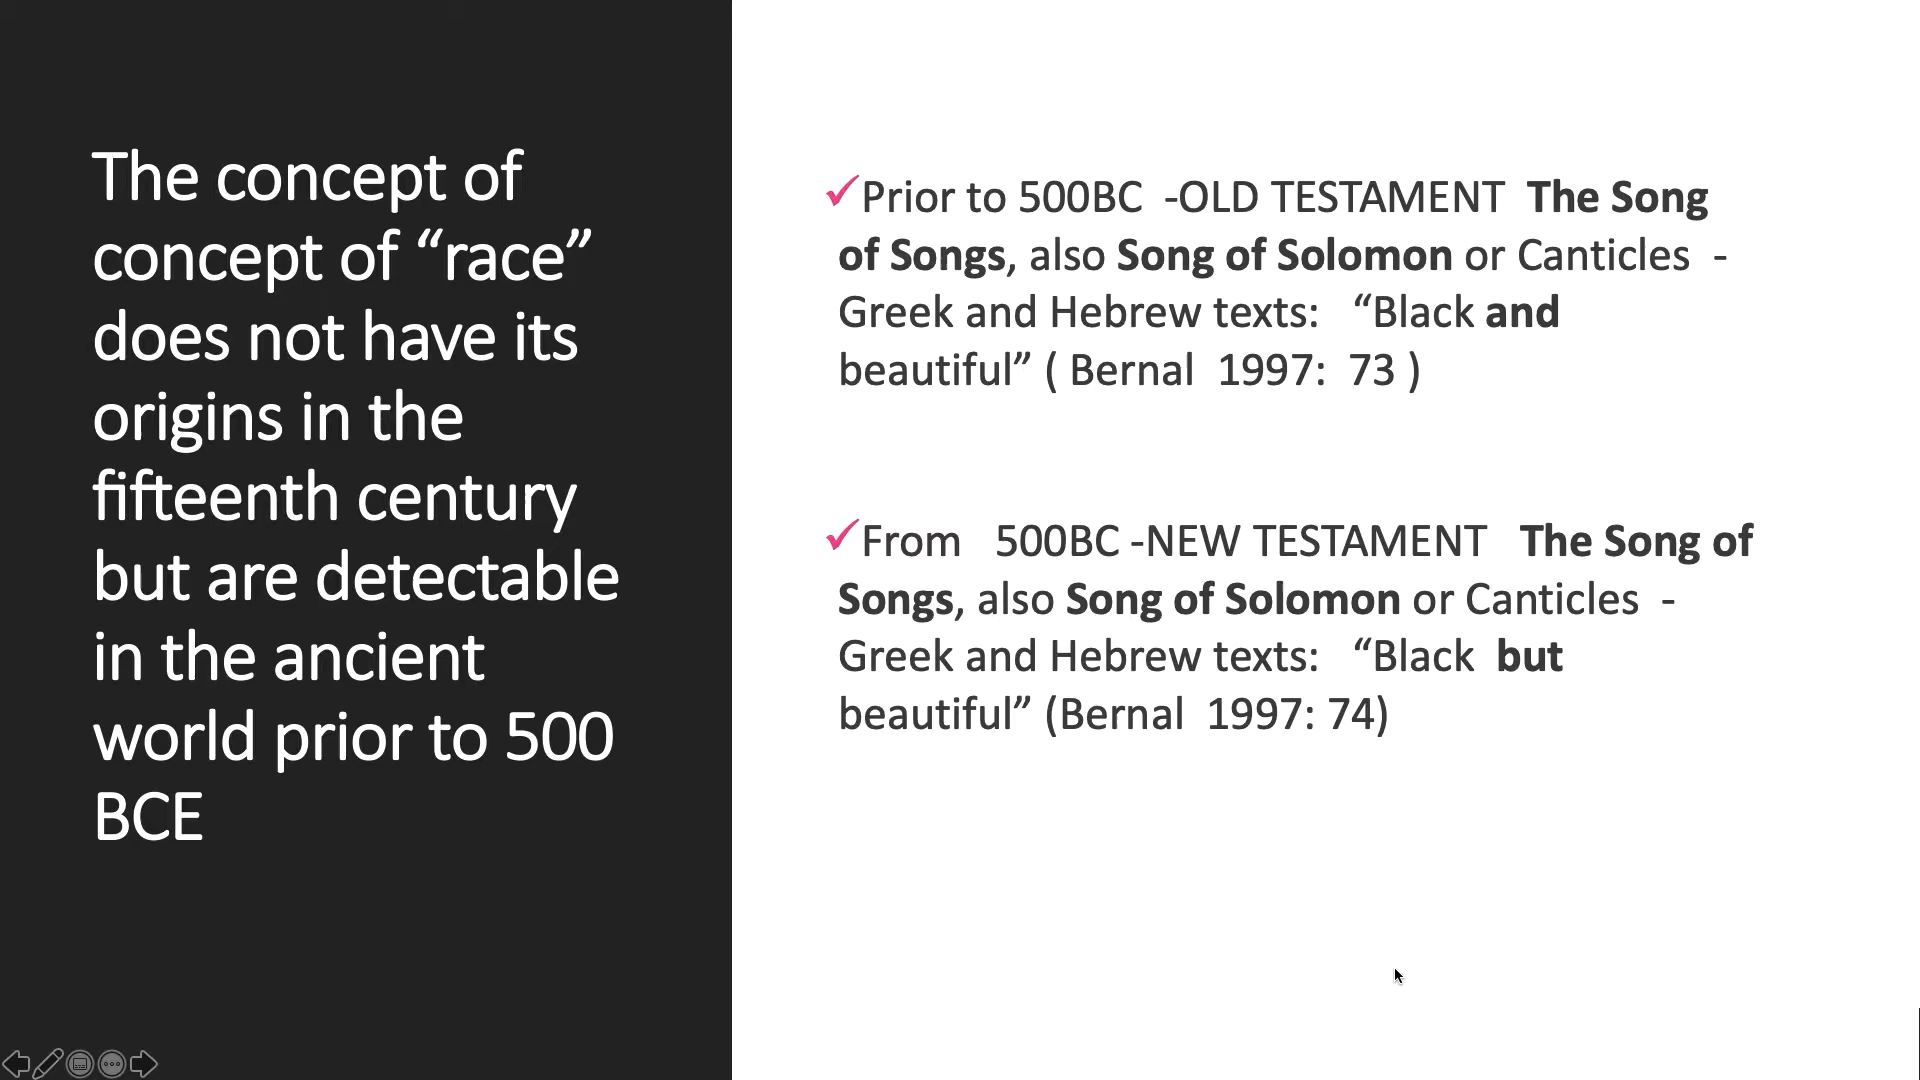 The concept of
concept of “race”
does not have its
origins in the
fifteenth century
but are detectable
in the ancient
world prior to 500
BCE
✓Prior to 500BC -OLD TESTAMENT The Song
of Songs, also Song of Solomon or Canticles -
Greek and Hebrew texts: “Black and
beautiful” ( Bernal 1997: 73 )
✓From 500BC -NEW TESTAMENT The Song of
Songs, also Song of Solomon or Canticles -
Greek and Hebrew texts: “Black but
beautiful” (Bernal 1997: 74)